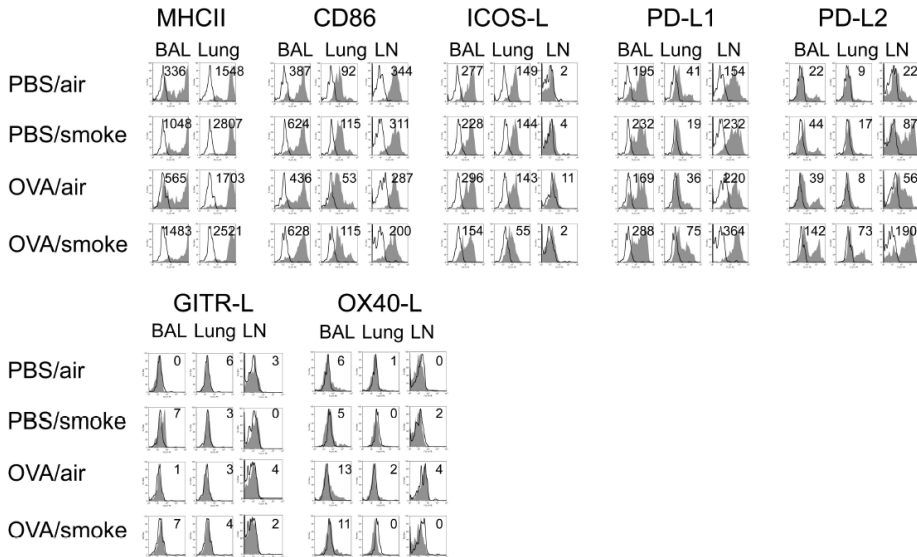 MHCII CD86 ICOS-L PD-L1 PD-L2
BAL Lung BAL Lung LN BAL Lung LN BAL Lung LN BAL Lung LN
PBS/air 336 1548 387 92 344 277 149 2 195 41 154 22 9 22
PBS/smoke 1048 2807 624 115 311 228 144 4 232 19 232 44 17 87
OVA/air 565 1703 436 53 287 296 143 11 169 36 220 39 8 56
OVA/smoke 1483 2521 628 115 200 154 55 2 288 75 364 142 73 190
GITR-L OX40-L
BAL Lung LN BAL Lung LN
PBS/air 0 6 3 6 1 0
PBS/smoke 7 3 0 5 0 2
OVA/air 1 3 4 13 2 4
OVA/smoke 7 4 2 11 0 0